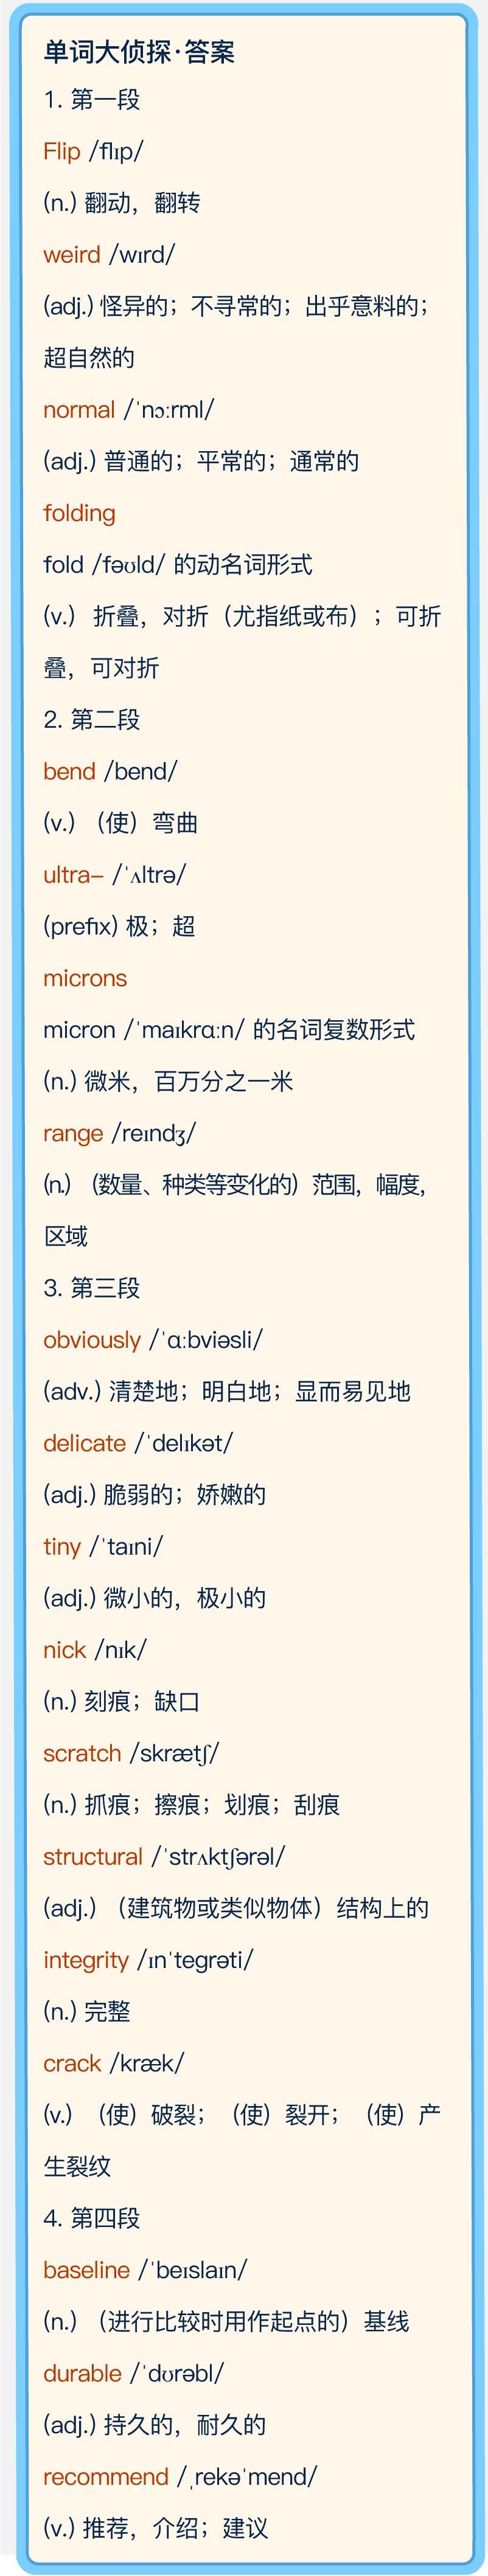 单词大侦探·答案
1. 第一段
Flip /flɪp/
(n.) 翻动，翻转
weird /wɪrd/
(adj.) 怪异的；不寻常的；出乎意料的；
超自然的
normal /ˈnɔːrml/
(adj.) 普通的；平常的；通常的
folding
fold /fəʊld/ 的动名词形式
(v.) 折叠，对折（尤指纸或布）；可折
叠，可对折
2. 第二段
bend /bend/
(v.) （使）弯曲
ultra- /ˈʌltrə/
(prefix) 极；超
microns
micron /ˈmaɪkrɑːn/ 的名词复数形式
(n.) 微米，百万分之一米
range /reɪndʒ/
(n.) （数量、种类等变化的）范围，幅度，
区域
3. 第三段
obviously /ˈɑːbviəsli/
(adv.) 清楚地；明白地；显而易见地
delicate /ˈdelɪkət/
(adj.) 脆弱的；娇嫩的
tiny /ˈtaɪni/
(adj.) 微小的，极小的
nick /nɪk/
(n.) 刻痕；缺口
scratch /skrætʃ/
(n.) 抓痕；擦痕；划痕；刮痕
structural /ˈstrʌktʃərəl/
(adj.) （建筑物或类似物体）结构上的
integrity /ɪnˈtegrəti/
(n.) 完整
crack /kræk/
(v.) （使）破裂；（使）裂开；（使）产
生裂纹
4. 第四段
baseline /ˈbeɪslaɪn/
(n.) （进行比较时用作起点的）基线
durable /ˈdʊrəbl/
(adj.) 持久的，耐久的
recommend /ˌrekəˈmend/
(v.) 推荐，介绍；建议